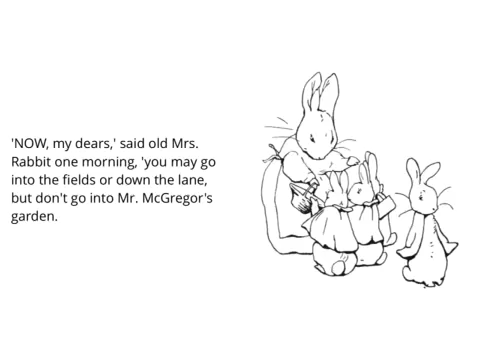 'NOW, my dears,' said old Mrs.
Rabbit one morning, 'you may go
into the fields or down the lane,
but don't go into Mr. McGregor's
garden.